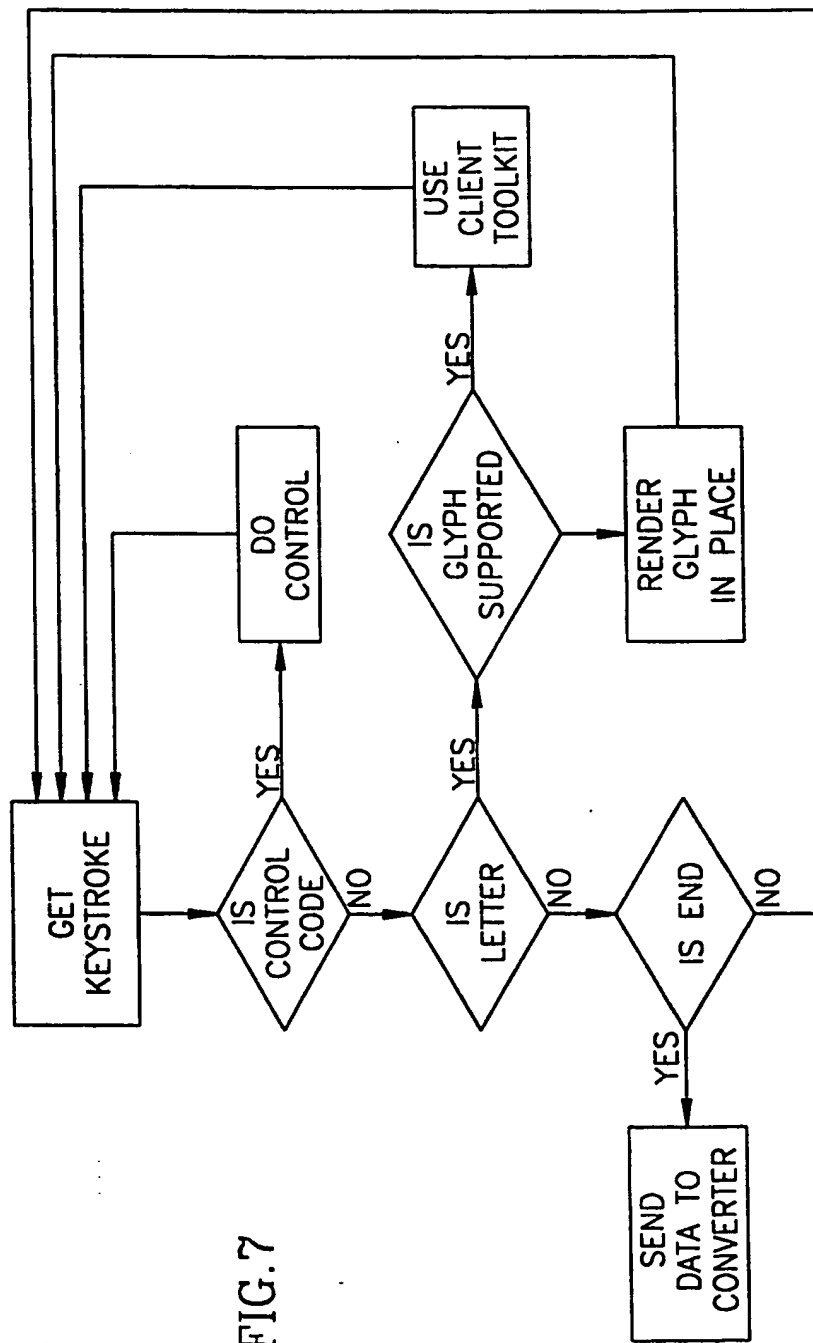 GET
KEYSTROKE
IS
CONTROL
CODE
YES
DO
CONTROL
NO
IS
LETTER
YES
IS
GLYPH
SUPPORTED
YES
USE
CLIENT
TOOLKIT
RENDER
GLYPH
IN PLACE
NO
IS END
NO
YES
SEND
DATA TO
CONVERTER
FIG.7